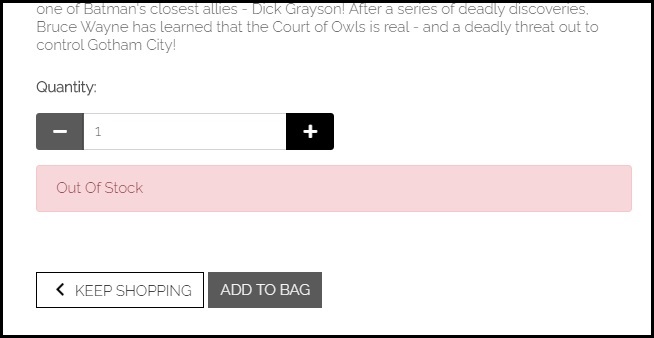 one of Batman's closest allies - Dick Grayson! After a series of deadly discoveries,
Bruce Wayne has learned that the Court of Owls is real - and a deadly threat out to
control Gotham City!
Quantity:
1
Out Of Stock
KEEP SHOPPING
ADD TO BAG